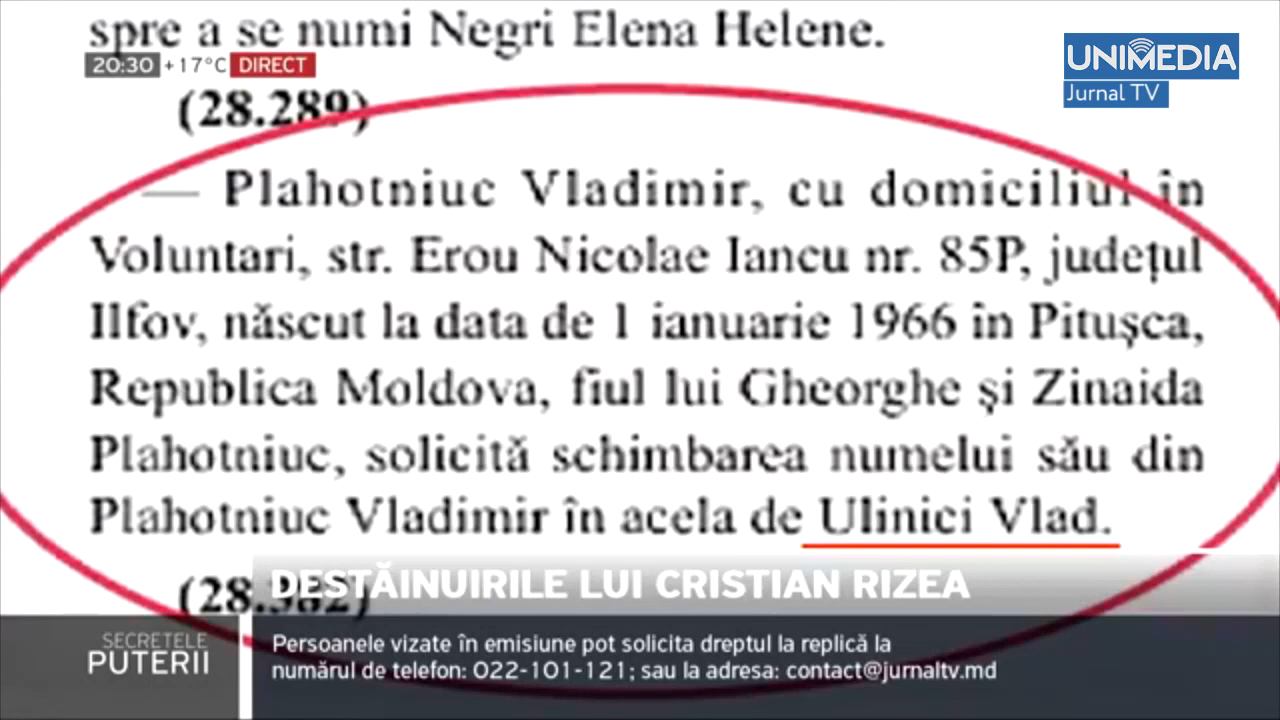 spre a se numi Negri Elena Helene.
20:30 +17°C DIRECT
UNIMEDIA
Jurnal TV
(28.289)
— Plahotniuc Vladimir, cu domiciliul în
Voluntari, str. Erou Nicolae Iancu nr. 85P, județul
Ilfov, născut la data de 1 ianuarie 1966 în Pitușca,
Republica Moldova, fiul lui Gheorghe și Zinaida
Plahotniuc, solicită schimbarea numelui său din
Plahotniuc Vladimir în acela de Ulinici Vlad.
(28.382)
DESTĂINUIRILE LUI CRISTIAN RIZEA
SECRETELE
PUTERII
Persoanele vizate în emisiune pot solicita dreptul la replică la
numărul de telefon: 022-101-121; sau la adresa: contact@jurnaltv.md